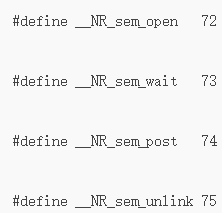 #define __NR_sem_open 72
#define __NR_sem_wait 73
#define __NR_sem_post 74
#define __NR_sem_unlink 75